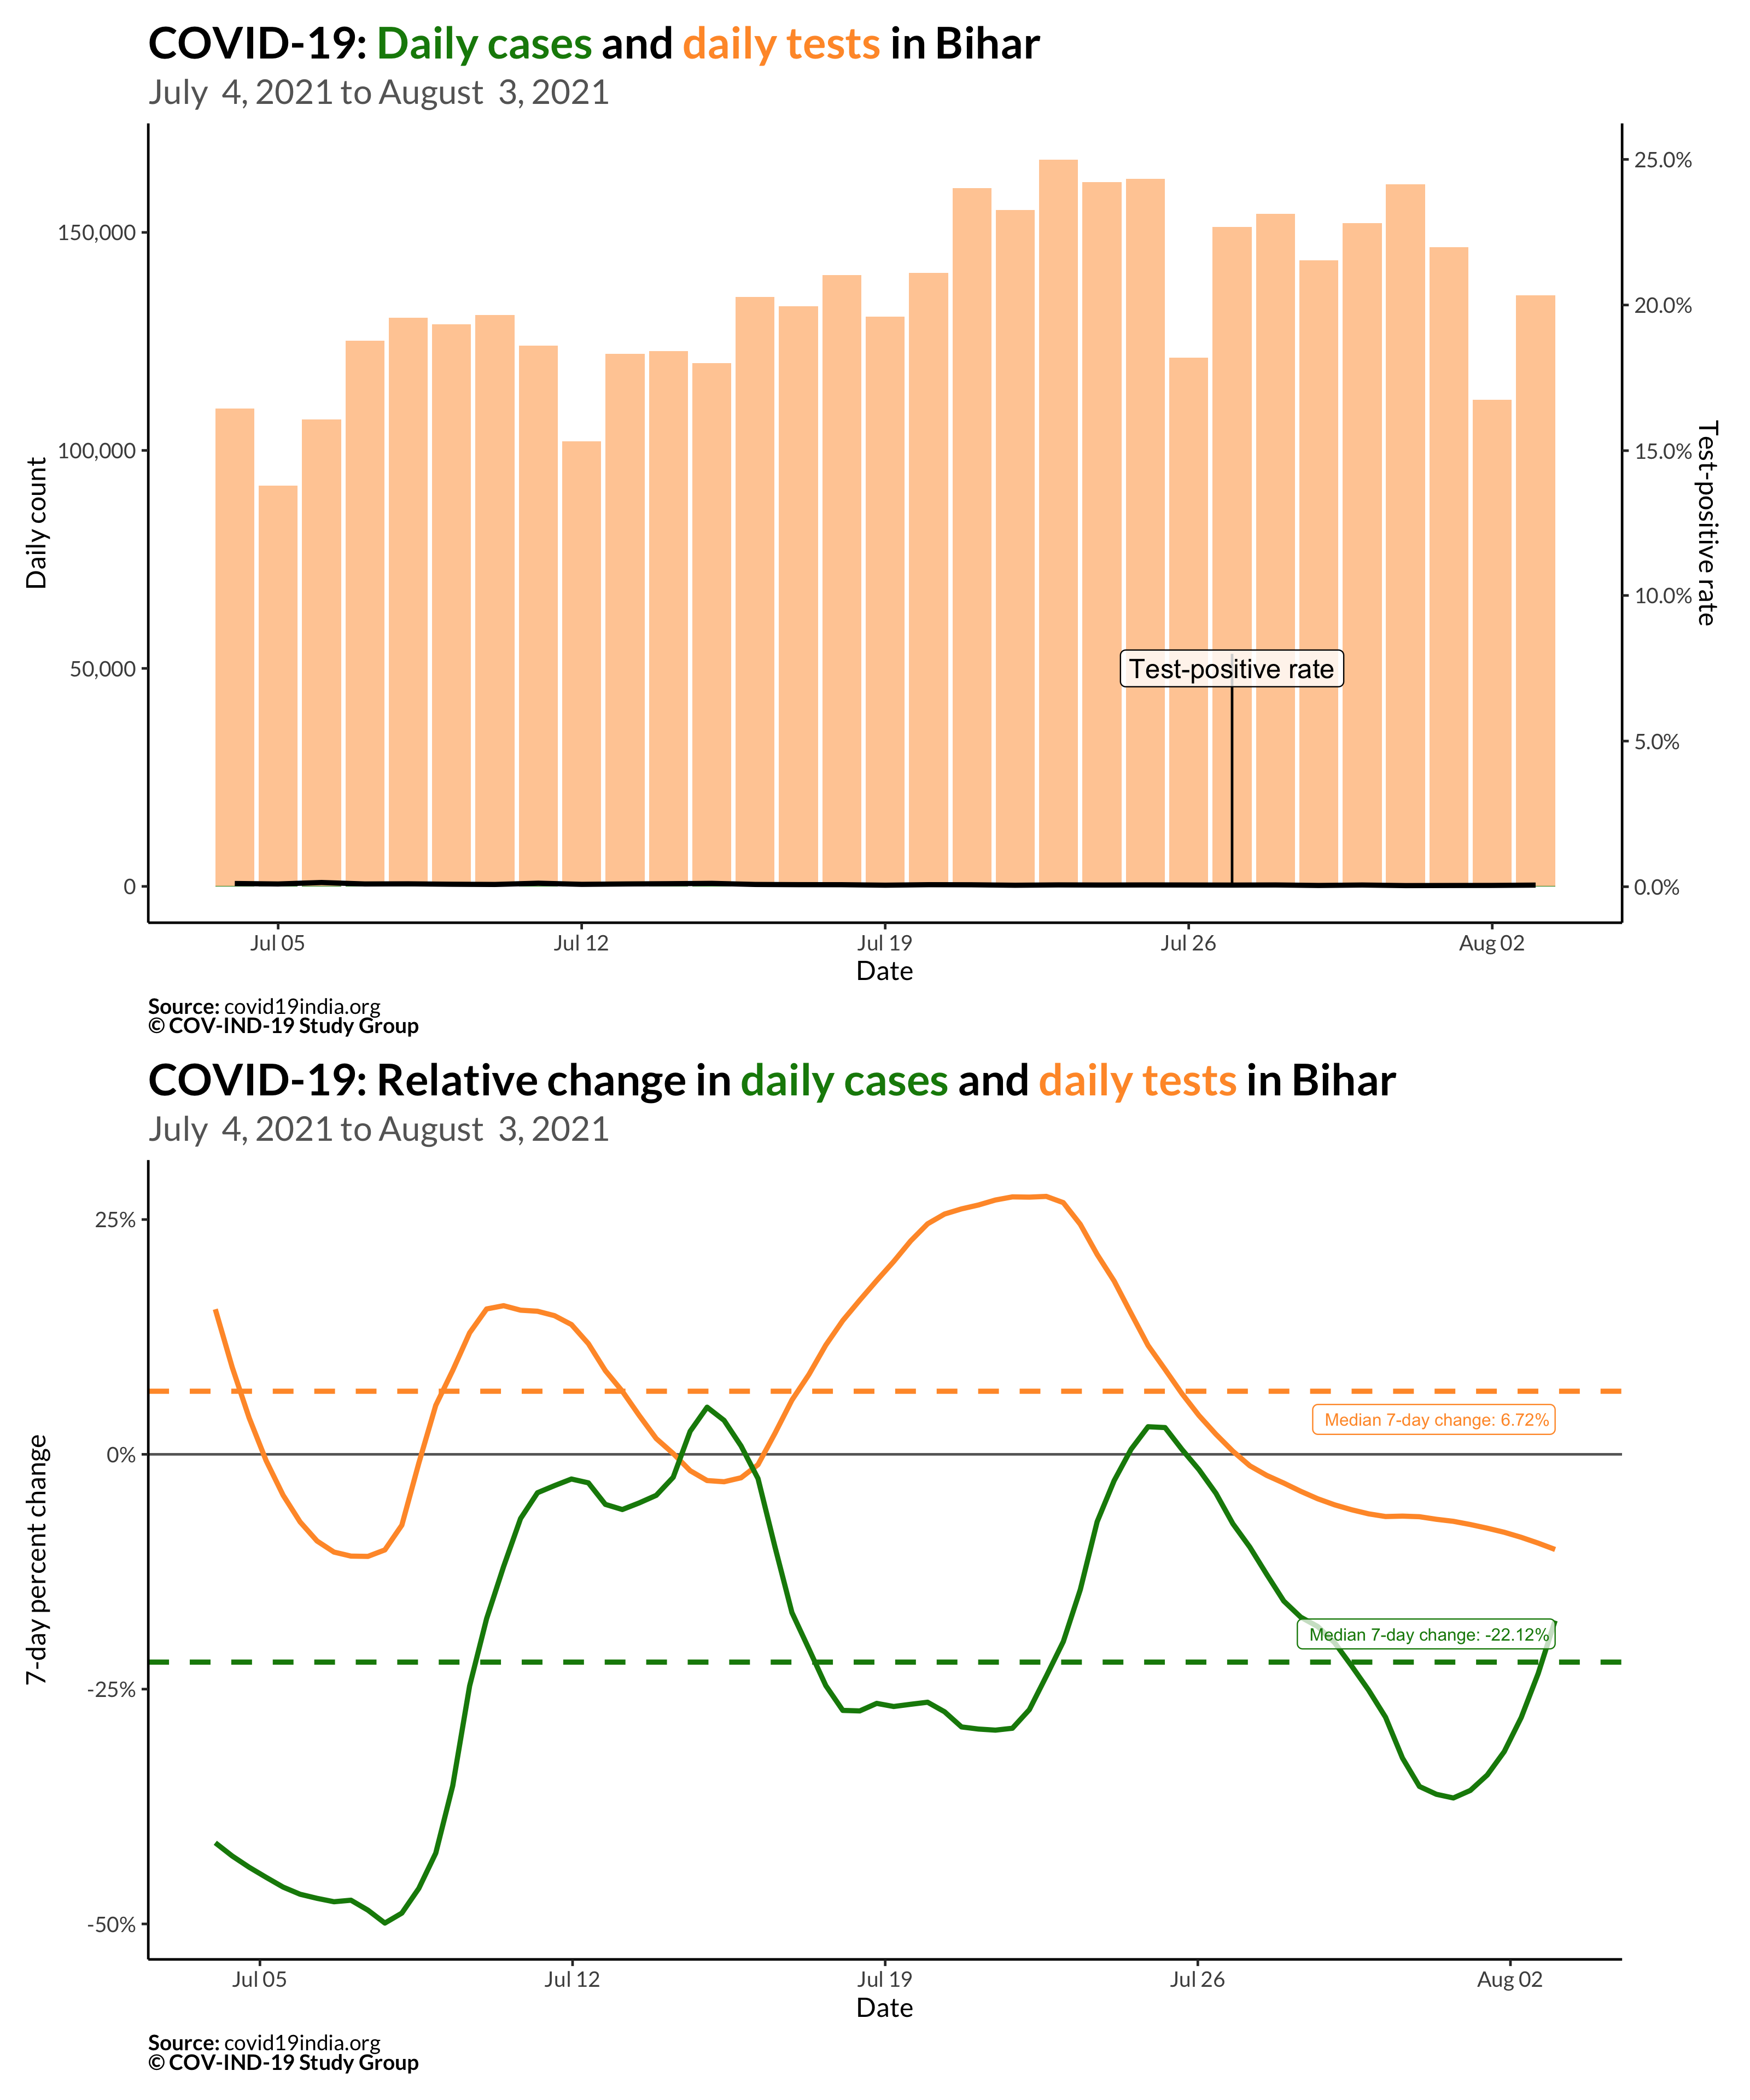 COVID-19: Daily cases and daily tests in Bihar
July  4, 2021 to August  3, 2021
150,000
100,000
50,000
0
Daily count
25.0%
20.0%
15.0%
10.0%
5.0%
0.0%
Test-positive rate
Test-positive rate
Jul 05
Jul 12
Jul 19
Jul 26
Aug 02
Date
Source: covid19india.org
© COV-IND-19 Study Group
COVID-19: Relative change in daily cases and daily tests in Bihar
July  4, 2021 to August  3, 2021
25%
0%
-25%
-50%
7-day percent change
Median 7-day change: 6.72%
Median 7-day change: -22.12%
Jul 05
Jul 12
Jul 19
Jul 26
Aug 02
Date
Source: covid19india.org
© COV-IND-19 Study Group